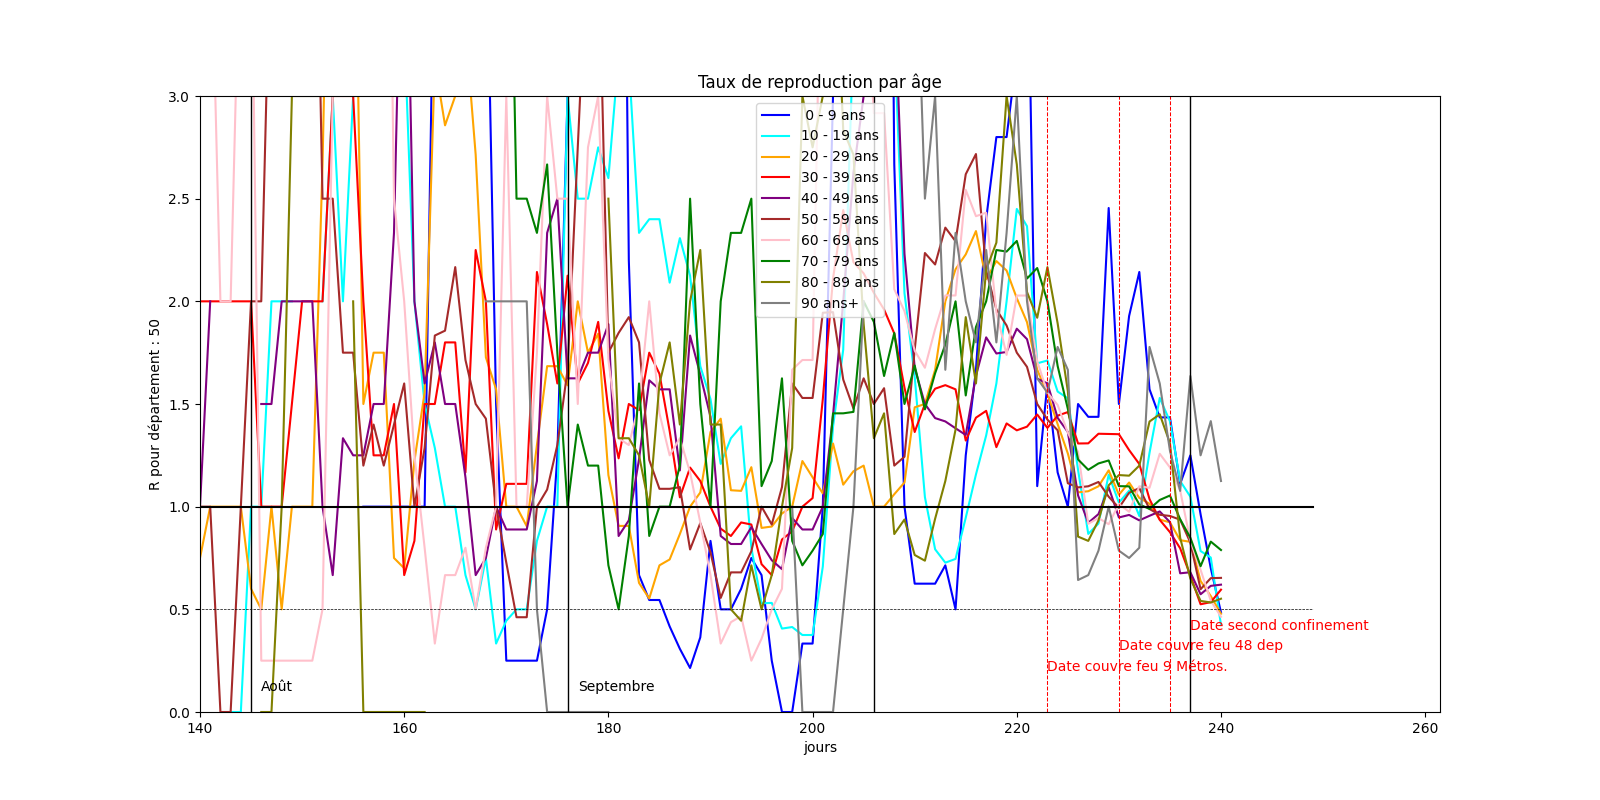 Taux de reproduction par âge
R pour département : 50
3.0
2.5
2.0
1.5
1.0
0.5
0.0
0 - 9 ans
10 - 19 ans
20 - 29 ans
30 - 39 ans
40 - 49 ans
50 - 59 ans
60 - 69 ans
70 - 79 ans
80 - 89 ans
90 ans+
Date second confinement
Date couvre feu 48 dep
Date couvre feu 9 Métros.
Août
Septembre
140
160
180
200
220
240
260
jours